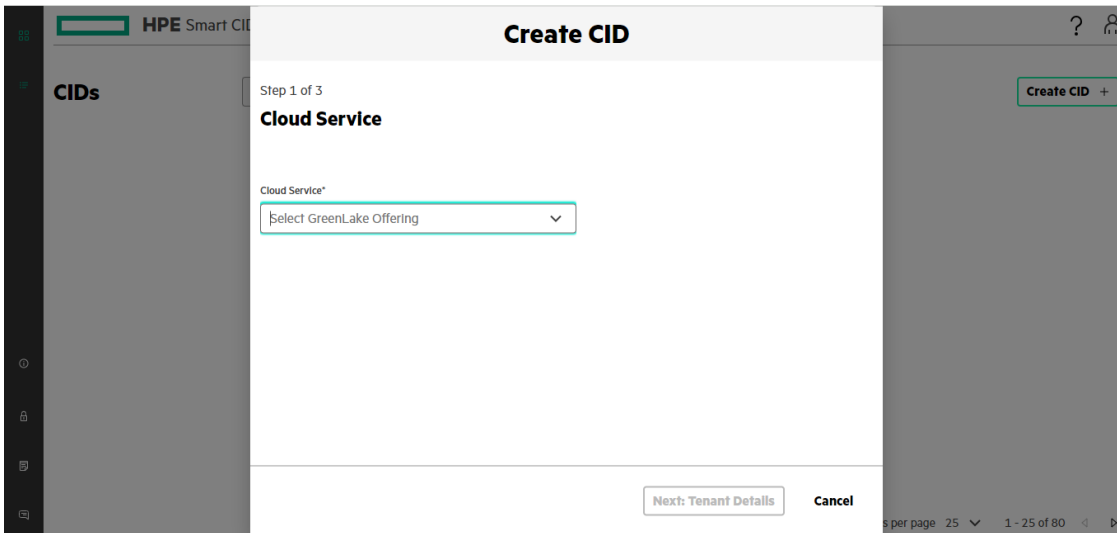 HPE Smart CID
Create CID
CIDs
Create CID +
Step 1 of 3
Cloud Service
Cloud Service*
Select GreenLake Offering
Next: Tenant Details
Cancel
per page 25
1 - 25 of 80